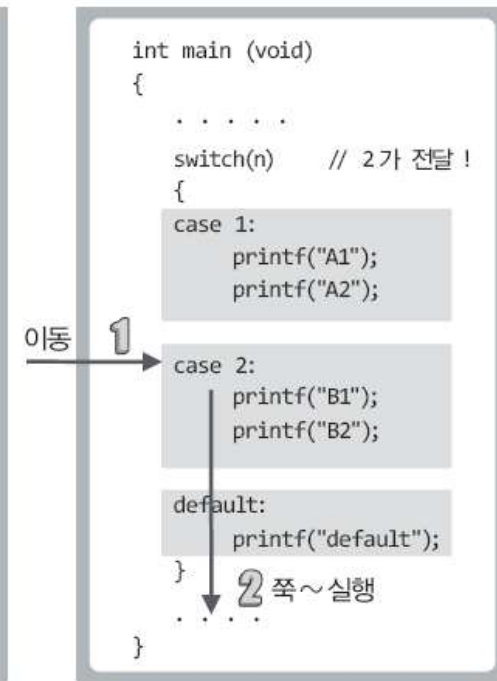 int main (void)
{
. . . . .
switch(n) // 2가 전달 !
{
case 1:
printf("A1");
printf("A2");
이동 1
case 2:
printf("B1");
printf("B2");
default:
printf("default");
}
2 쭉~실행
. . . .
}